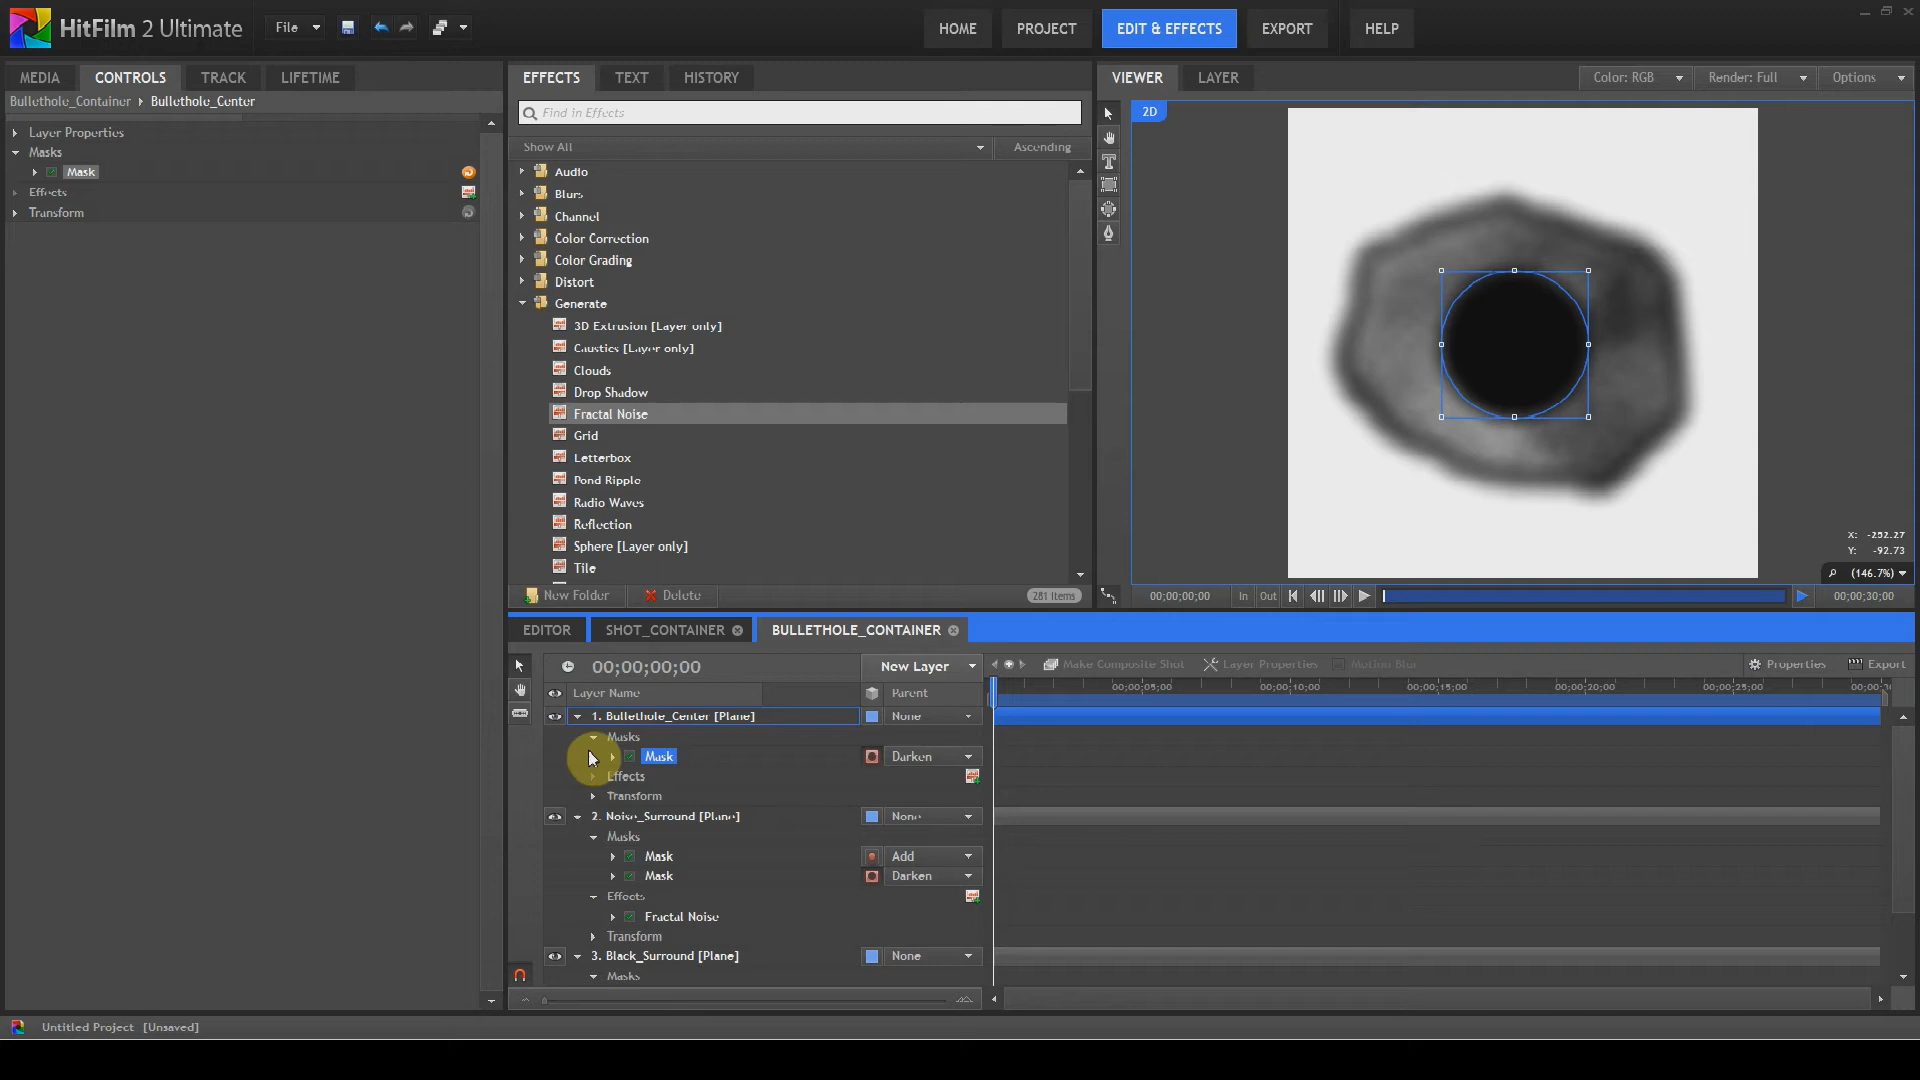 HitFilm 2 Ultimate
File
HOME
PROJECT
EDIT & EFFECTS
EXPORT
HELP
MEDIA
CONTROLS
TRACK
LIFETIME
Bullethole_Container
Bullethole_Center
Layer Properties
Masks
Mask
Effects
Transform
EFFECTS
TEXT
HISTORY
Find in Effects
Show All
Ascending
Audio
Blurs
Channel
Color Correction
Color Grading
Distort
Generate
3D Extrusion [Layer only]
Caustics [Layer only]
Clouds
Drop Shadow
Fractal Noise
Grid
Letterbox
Pond Ripple
Radio Waves
Reflection
Sphere [Layer only]
Tile
New Folder
Delete
281 Items
VIEWER
LAYER
Color: RGB
Render: Full
Options
2D
X: -252.27
Y: -92.73
(146.7%)
00;00;00;00
In
Out
00;00;30;00
EDITOR
SHOT_CONTAINER
BULLETHOLE_CONTAINER
00;00;00;00
New Layer
Make Composite Shot
Layer Properties
Motion Blur
Properties
Export
Layer Name
Parent
00;00;05;00
00;00;10;00
00;00;15;00
00;00;20;00
00;00;25;00
1. Bullethole_Center [Plane]
None
Masks
Mask
Darken
Effects
Transform
2. Noise_Surround [Plane]
None
Masks
Mask
Add
Mask
Darken
Effects
Fractal Noise
Transform
3. Black_Surround [Plane]
None
Masks
Untitled Project [Unsaved]